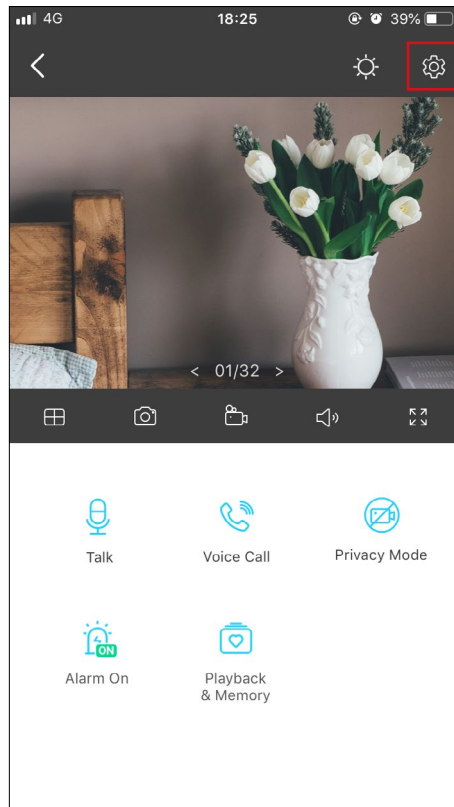 4G
18:25
39%
< 01/32 >
Talk
Voice Call
Privacy Mode
ON
Alarm On
Playback
& Memory